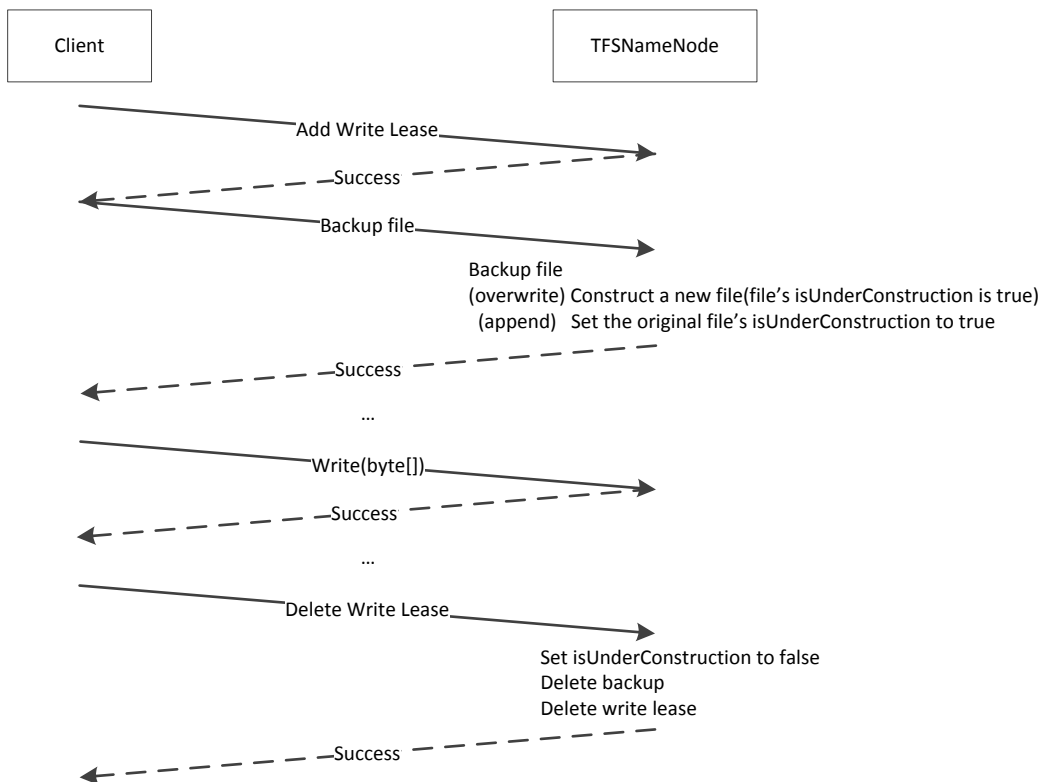 Client
TFSNameNode
Add Write Lease
Success
Backup file
Backup file
(overwrite) Construct a new file(file's isUnderConstruction is true)
(append) Set the original file's isUnderConstruction to true
Success
...
Write(byte[])
Success
...
Delete Write Lease
Set isUnderConstruction to false
Delete backup
Delete write lease
Success